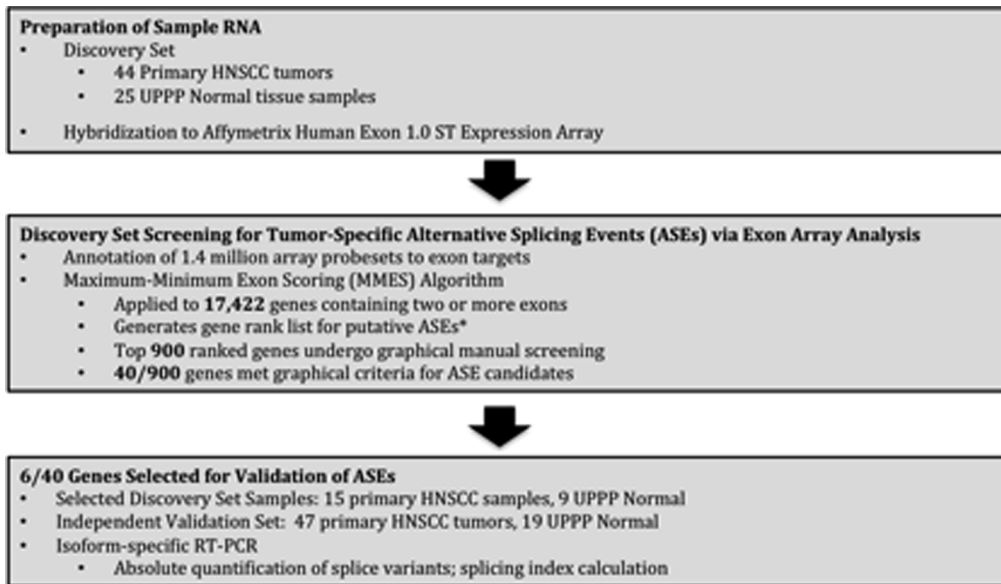 Preparation of Sample RNA
• Discovery Set
• 44 Primary HNSCC tumors
• 25 UPPP Normal tissue samples
• Hybridization to Affymetrix Human Exon 1.0 ST Expression Array
Discovery Set Screening for Tumor-Specific Alternative Splicing Events (ASEs) via Exon Array Analysis
• Annotation of 1.4 million array probesets to exon targets
• Maximum-Minimum Exon Scoring (MMES) Algorithm
• Applied to 17,422 genes containing two or more exons
• Generates gene rank list for putative ASEs*
• Top 900 ranked genes undergo graphical manual screening
• 40/900 genes met graphical criteria for ASE candidates
6/40 Genes Selected for Validation of ASEs
• Selected Discovery Set Samples: 15 primary HNSCC samples, 9 UPPP Normal
• Independent Validation Set: 47 primary HNSCC tumors, 19 UPPP Normal
• Isoform-specific RT-PCR
• Absolute quantification of splice variants; splicing index calculation